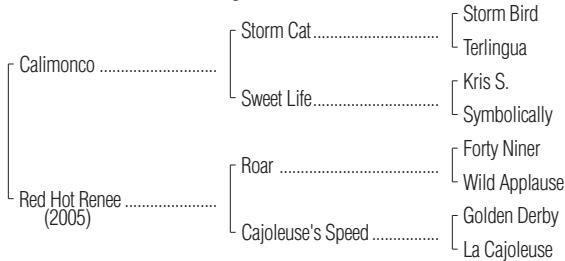 Storm Bird
Storm Cat
Terlingua
Calimonco
Kris S.
Sweet Life
Symbolically
Forty Niner
Roar
Wild Applause
Red Hot Renee
(2005)
Golden Derby
Cajoleuse's Speed
La Cajoleuse